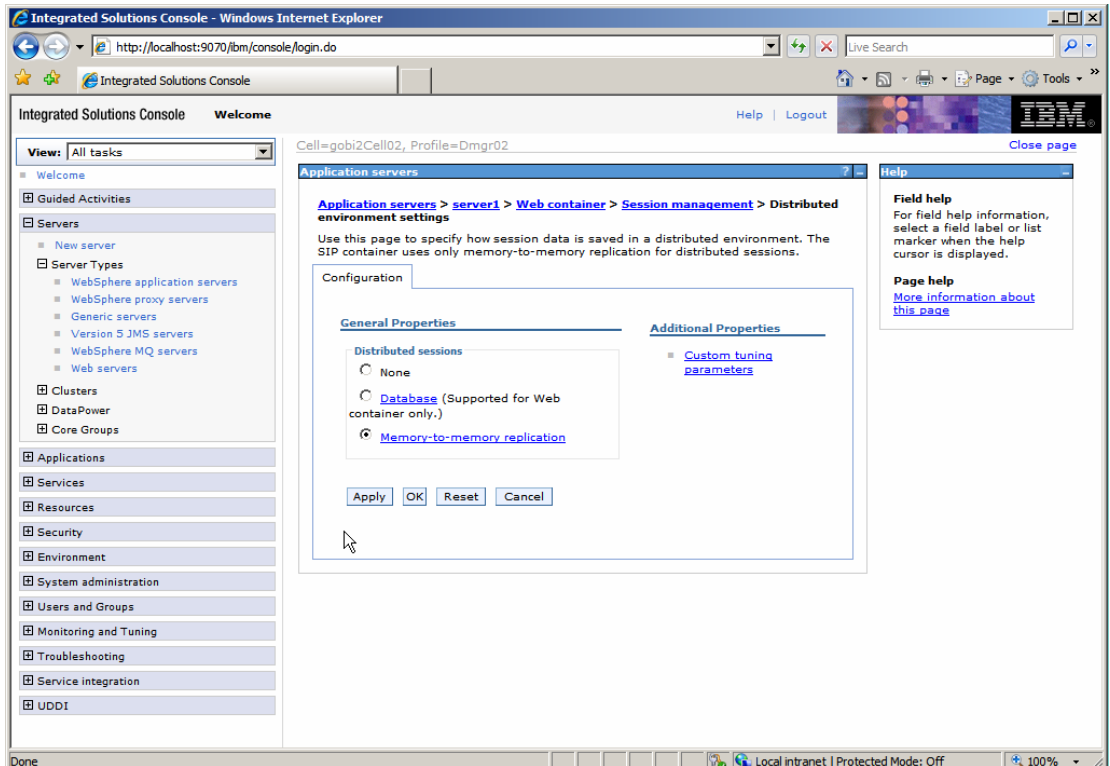 Integrated Solutions Console - Windows Internet Explorer
http://localhost:9070/ibm/console/login.do
Live Search
Integrated Solutions Console
Page
Tools
Integrated Solutions Console Welcome
Help | Logout
IBM
Cell=gobi2Cell02, Profile=Dmgr02
Close page
View: All tasks
Welcome
Guided Activities
Servers
New server
Server Types
WebSphere application servers
WebSphere proxy servers
Generic servers
Version 5 JMS servers
WebSphere MQ servers
Web servers
Clusters
DataPower
Core Groups
Applications
Services
Resources
Security
Environment
System administration
Users and Groups
Monitoring and Tuning
Troubleshooting
Service integration
UDDI
Application servers
Application servers > server1 > Web container > Session management > Distributed
environment settings
Use this page to specify how session data is saved in a distributed environment. The
SIP container uses only memory-to-memory replication for distributed sessions.
Configuration
General Properties
Distributed sessions
None
Database (Supported for Web
container only.)
Memory-to-memory replication
Apply OK Reset Cancel
Additional Properties
Custom tuning
parameters
Help
Field help
For field help information,
select a field label or list
marker when the help
cursor is displayed.
Page help
More information about
this page
Done
Local intranet | Protected Mode: Off
100%